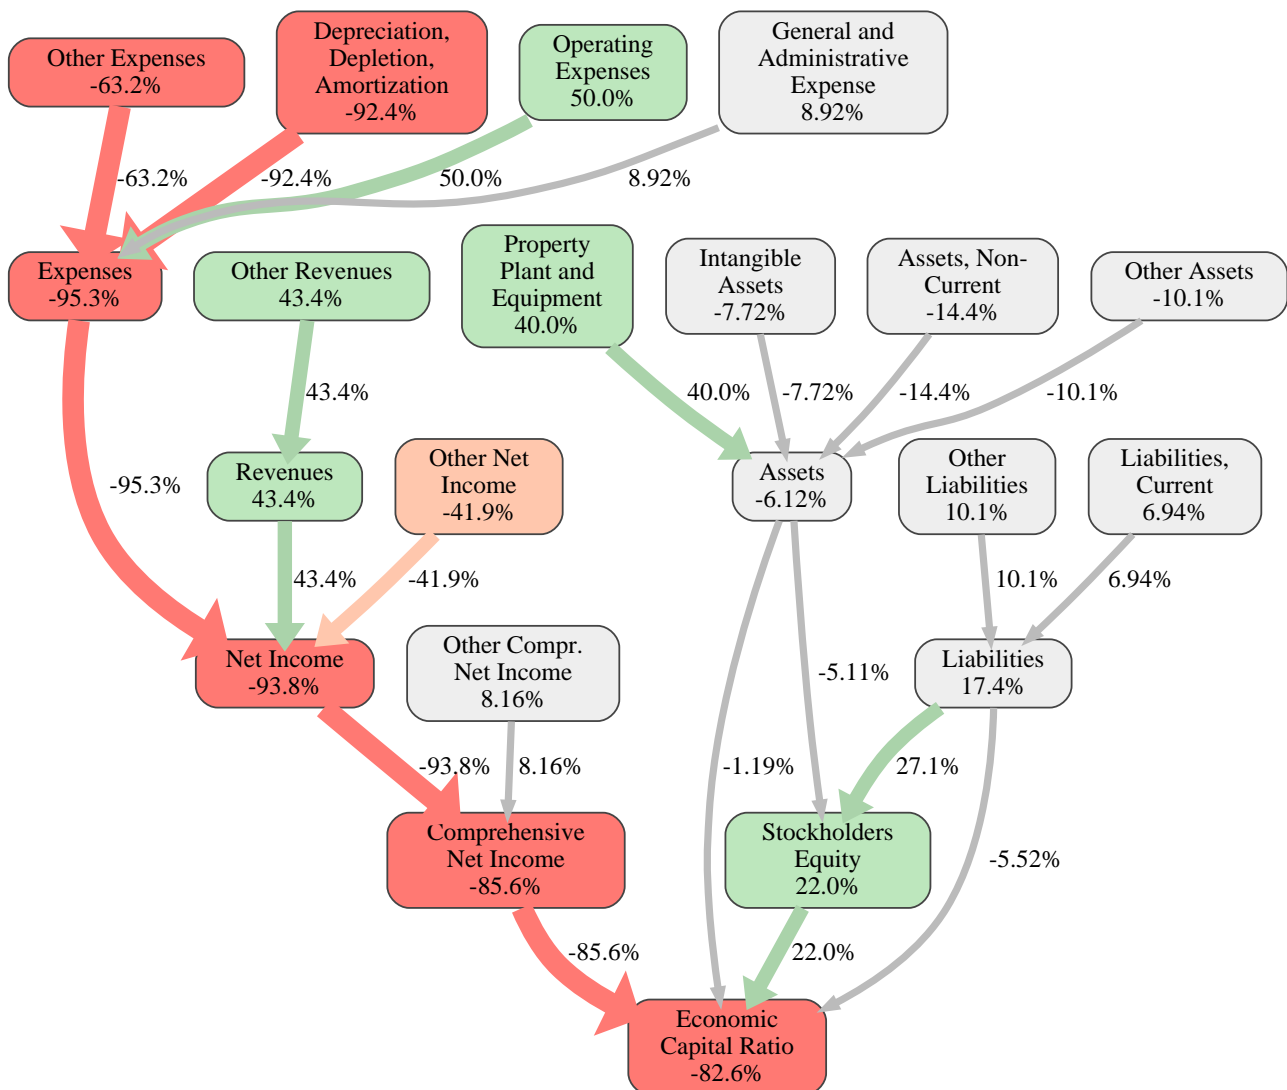 Other Expenses
-63.2%
Depreciation,
Depletion,
Amortization
-92.4%
Operating
Expenses
50.0%
General and
Administrative
Expense
8.92%
-63.2%
-92.4%
50.0%
8.92%
Expenses
-95.3%
Other Revenues
43.4%
Property
Plant and
Equipment
40.0%
Intangible
Assets
-7.72%
Assets, Non-
Current
-14.4%
Other Assets
-10.1%
43.4%
40.0%
-7.72%
-14.4%
-10.1%
-95.3%
Revenues
43.4%
Other Net
Income
-41.9%
Assets
-6.12%
Other
Liabilities
10.1%
Liabilities,
Current
6.94%
43.4%
-41.9%
10.1%
6.94%
Net Income
-93.8%
Other Compr.
Net Income
8.16%
-5.11%
Liabilities
17.4%
-93.8%
8.16%
-1.19%
27.1%
Comprehensive
Net Income
-85.6%
Stockholders
Equity
22.0%
-5.52%
-85.6%
22.0%
Economic
Capital Ratio
-82.6%